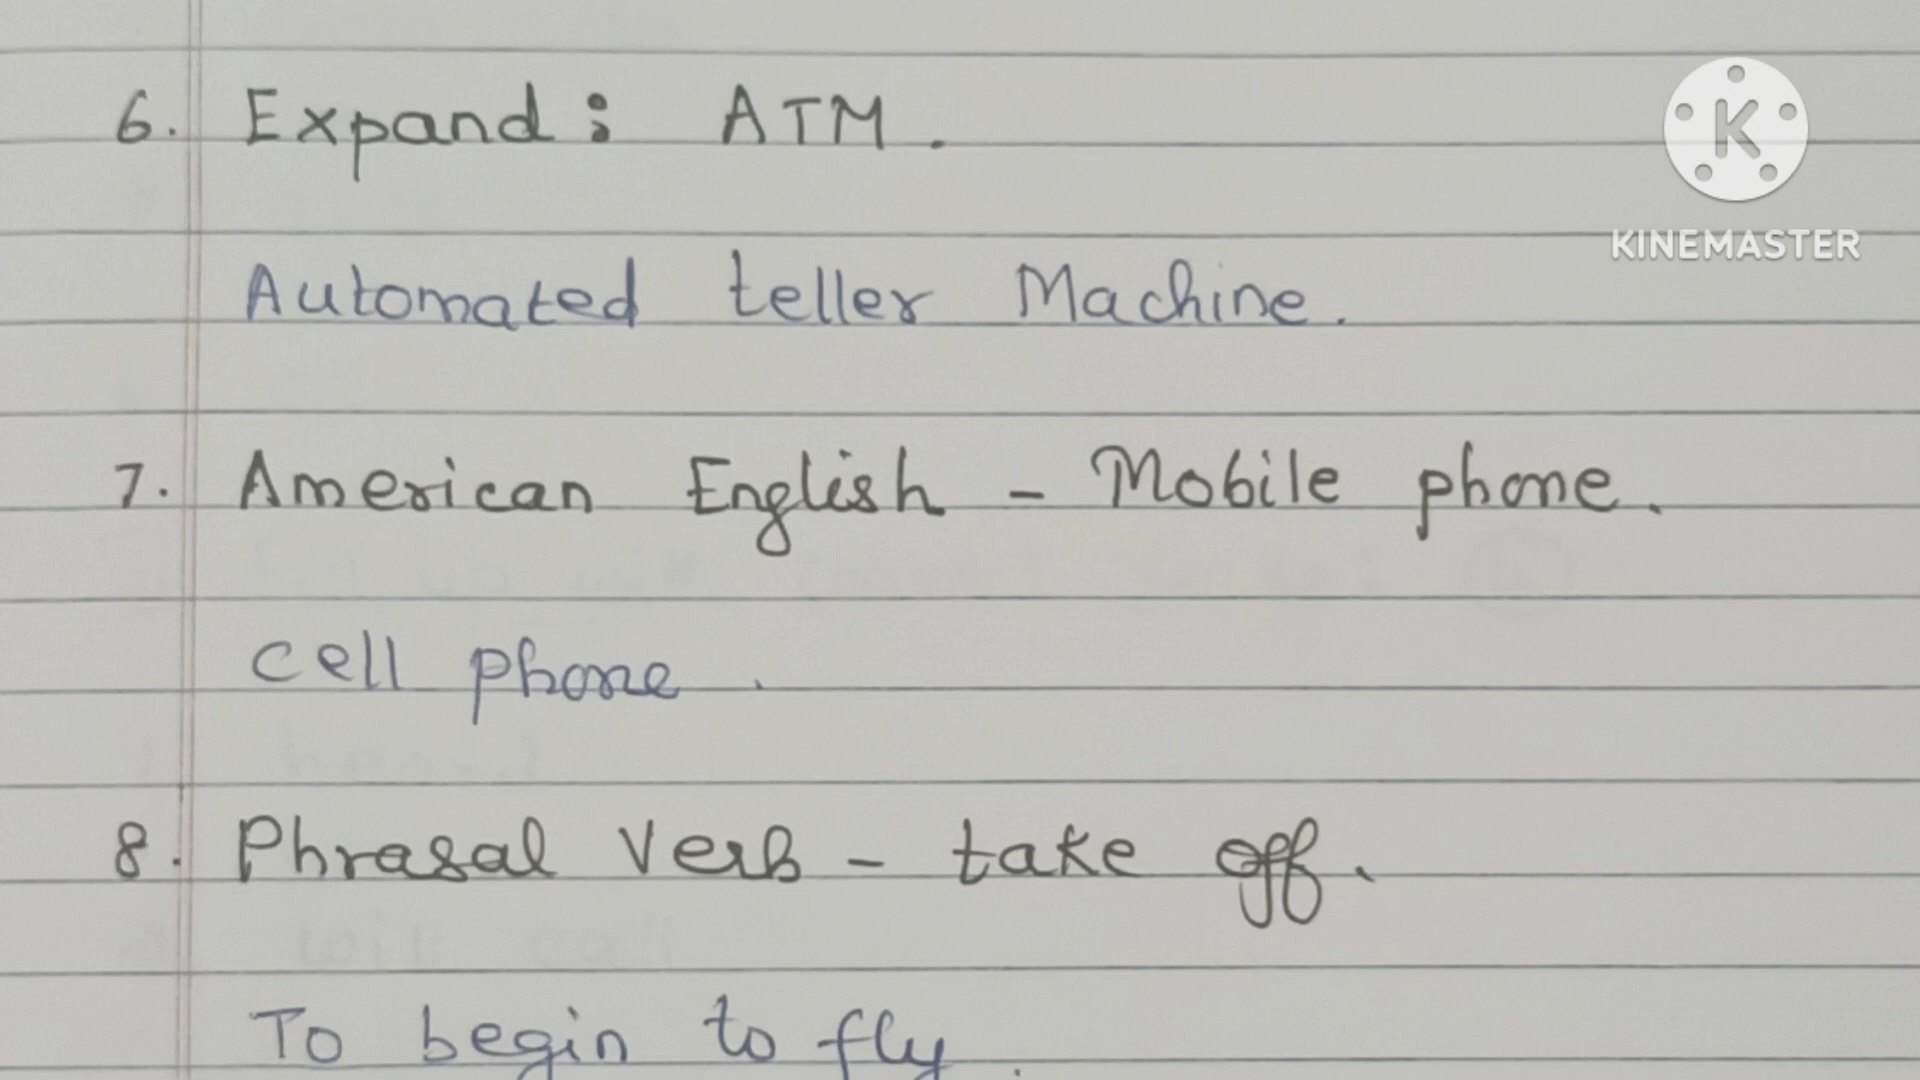 6. Expand : ATM.
KINEMASTER
Automated teller Machine.
7. American English - Mobile phone.
cell phone.
8. Phrasal Verb - take off.
To begin to fly.